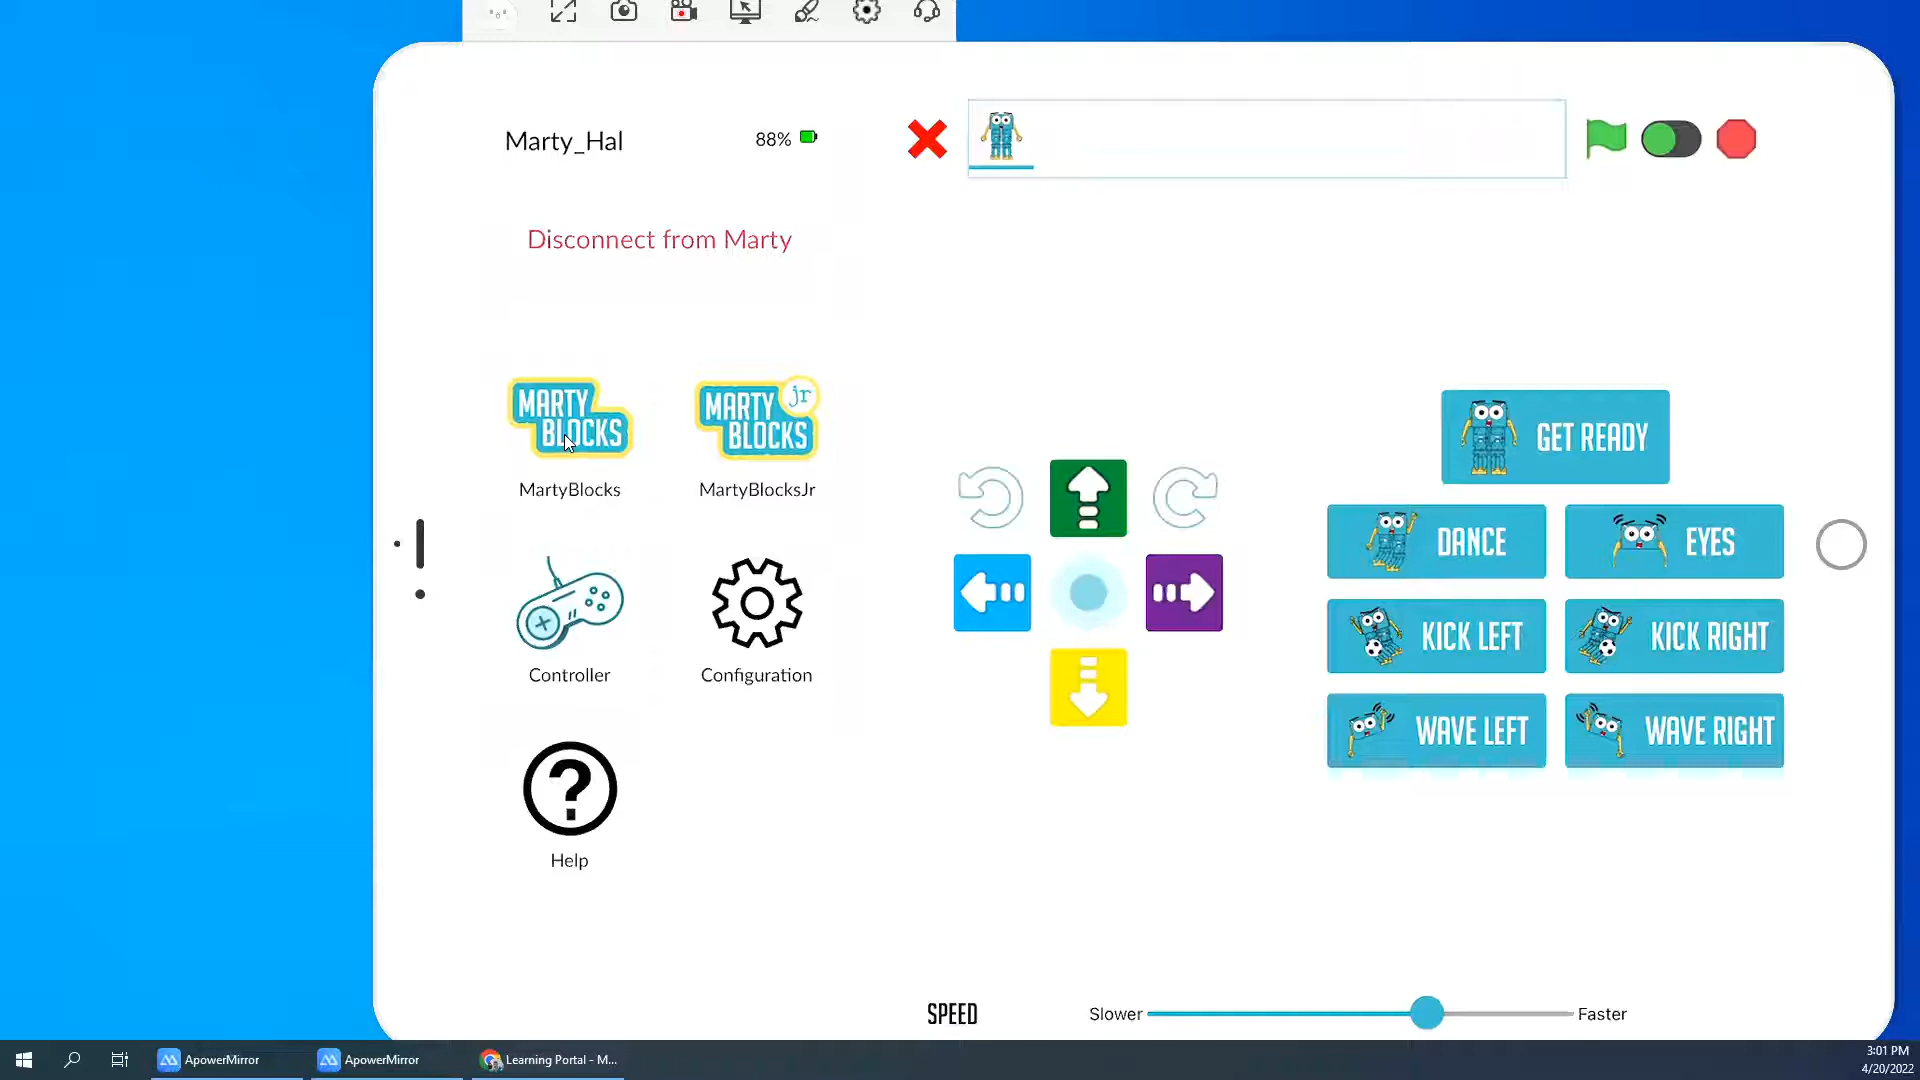 Marty_Hal
88%
Disconnect from Marty
MARTY
BLOCKS
MARTY jr
BLOCKS
MartyBlocks
MartyBlocksJr
Controller
Configuration
Help
GET READY
DANCE
EYES
KICK LEFT
KICK RIGHT
WAVE LEFT
WAVE RIGHT
SPEED
Slower
Faster
ApowerMirror
ApowerMirror
Learning Portal - M...
3:01 PM
4/20/2022